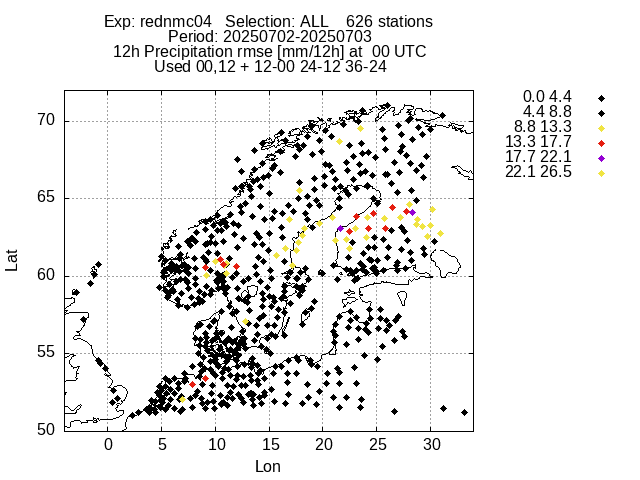 Exp: rednmc04   Selection: ALL    626 stations
Period: 20250702-20250703
12h Precipitation rmse [mm/12h] at  00 UTC
Used 00,12 + 12-00 24-12 36-24
0.0 4.4
4.4 8.8
8.8 13.3
13.3 17.7
17.7 22.1
22.1 26.5
70
65
60
55
50
Lat
0 5 10 15 20 25 30
Lon